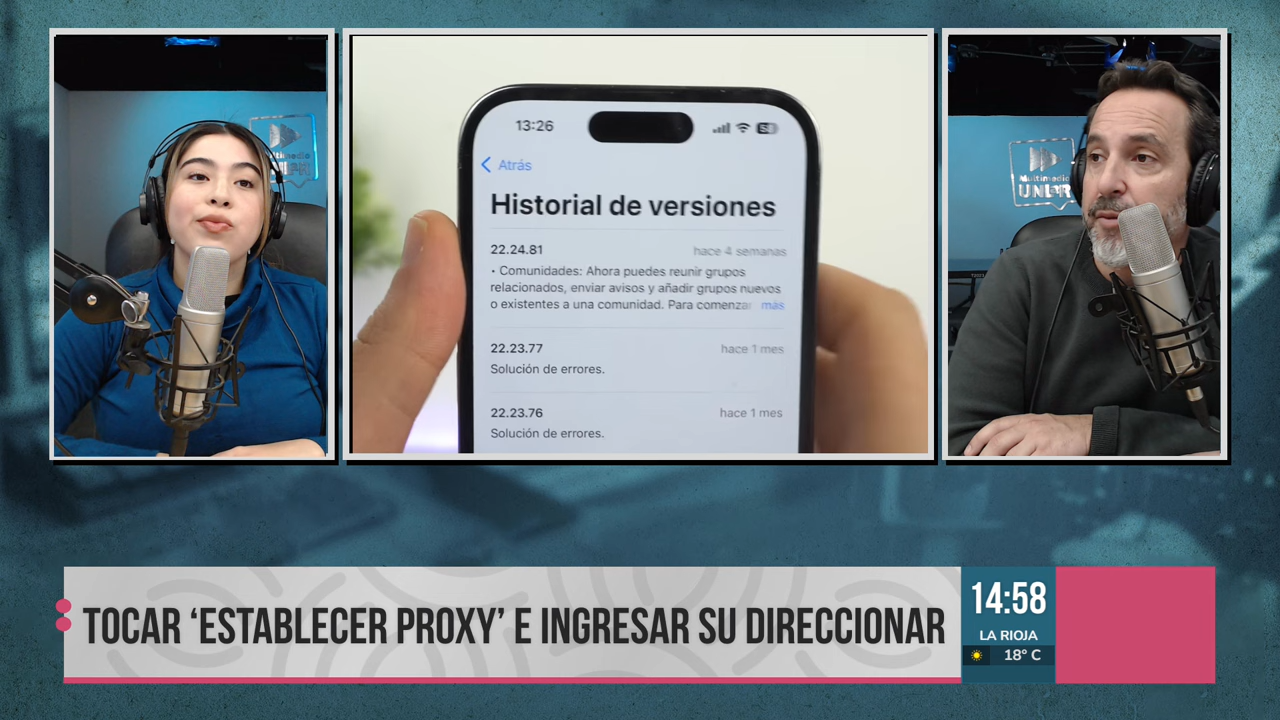 Multimedio
UNLaR
13:26
Atrás
Historial de versiones
22.24.81 hace 4 semanas
• Comunidades: Ahora puedes reunir grupos
relacionados, enviar avisos y añadir grupos nuevos
o existentes a una comunidad. Para comenzar más
22.23.77 hace 1 mes
Solución de errores.
22.23.76 hace 1 mes
Solución de errores.
Multimedio
TOCAR ‘ESTABLECER PROXY’ E INGRESAR SU DIRECCIONAR
14:58
LA RIOJA
18° C